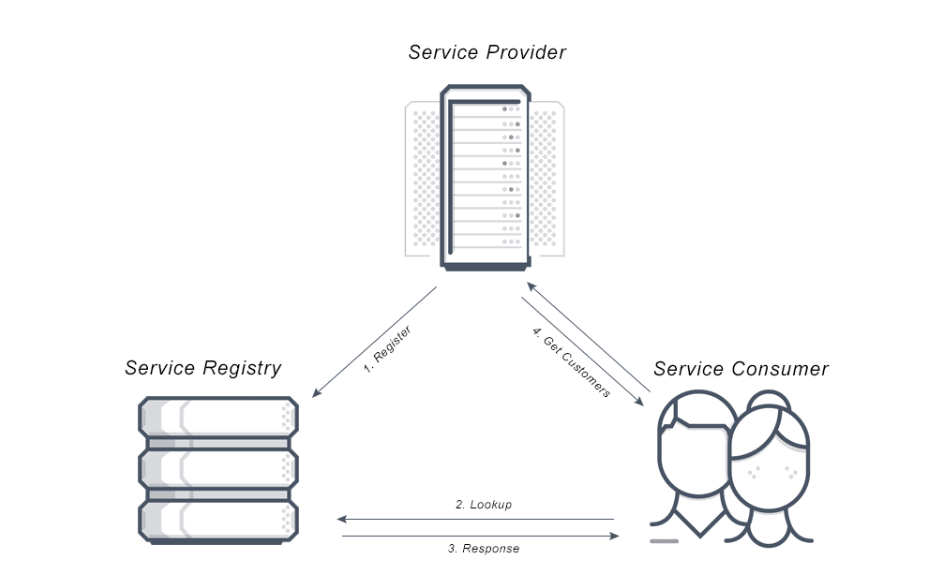 Service Provider
1. Register
4. Get Customers
Service Registry
Service Consumer
2. Lookup
3. Response